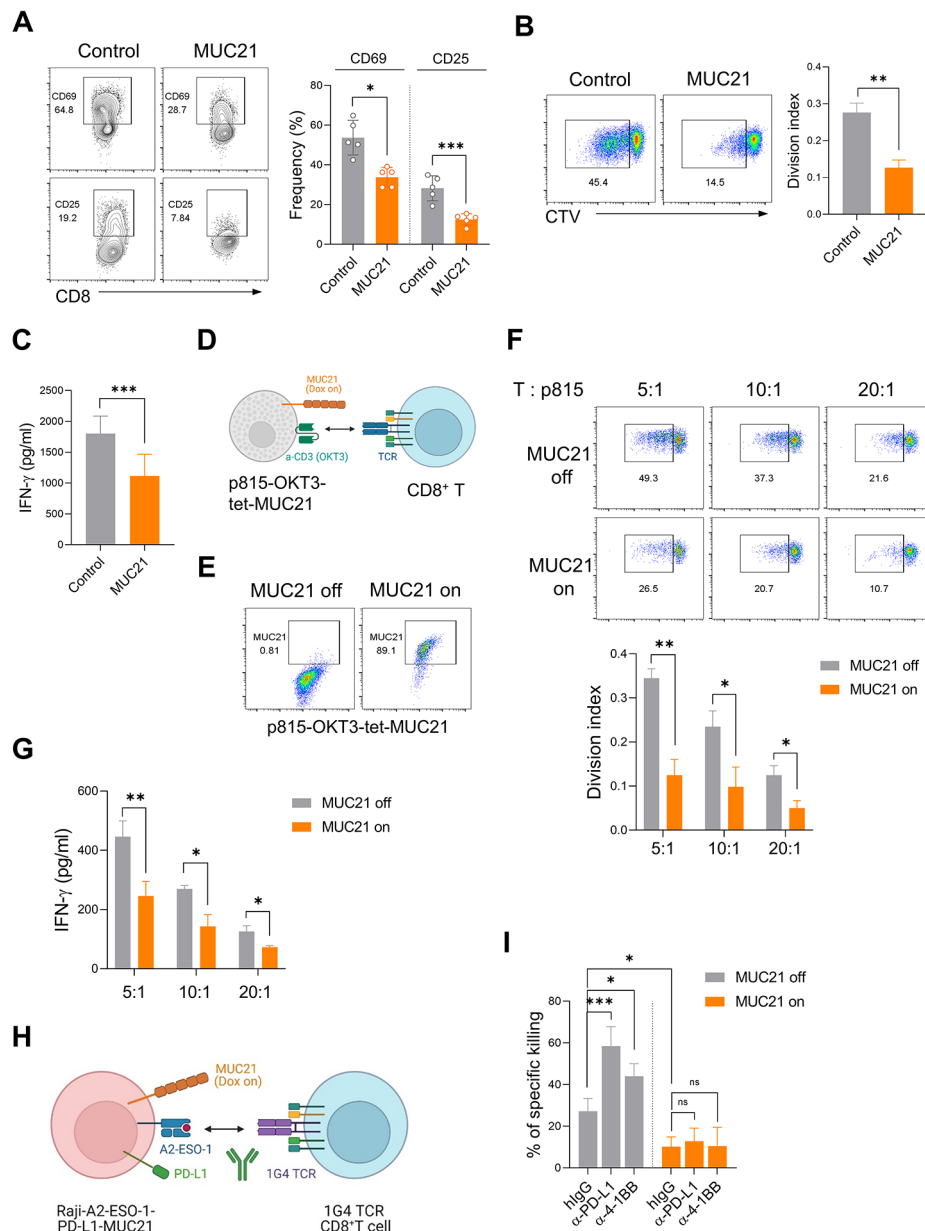 A
Control
MUC21
CD69
64.8
CD69
28.7
CD25
19.2
CD25
7.84
CD8
CD69
CD25
*
***
Frequency (%)
80
60
40
20
0
Control
MUC21
Control
MUC21
B
Control
MUC21
45.4
14.5
CTV
**
Division index
0.4
0.3
0.2
0.1
0.0
Control
MUC21
C
***
IFN-γ (pg/ml)
2500
2000
1500
1000
500
0
Control
MUC21
D
MUC21
(Dox on)
a-CD3 (OKT3)
TCR
p815-OKT3-
tet-MUC21
CD8⁺ T
E
MUC21 off
MUC21 on
MUC21
0.81
MUC21
89.1
p815-OKT3-tet-MUC21
F
T : p815
5:1
10:1
20:1
MUC21
off
49.3
37.3
21.6
MUC21
on
26.5
20.7
10.7
MUC21 off
MUC21 on
**
*
*
Division index
0.4
0.3
0.2
0.1
0.0
5:1
10:1
20:1
G
MUC21 off
MUC21 on
**
*
*
IFN-γ (pg/ml)
600
400
200
0
5:1
10:1
20:1
H
MUC21
(Dox on)
A2-ESO-1
PD-L1
1G4 TCR
Raji-A2-ESO-1-
PD-L1-MUC21
1G4 TCR
CD8⁺T cell
I
MUC21 off
MUC21 on
*
*
***
ns
ns
% of specific killing
80
60
40
20
0
hIgG
α-PD-L1
α-4-1BB
hIgG
α-PD-L1
α-4-1BB